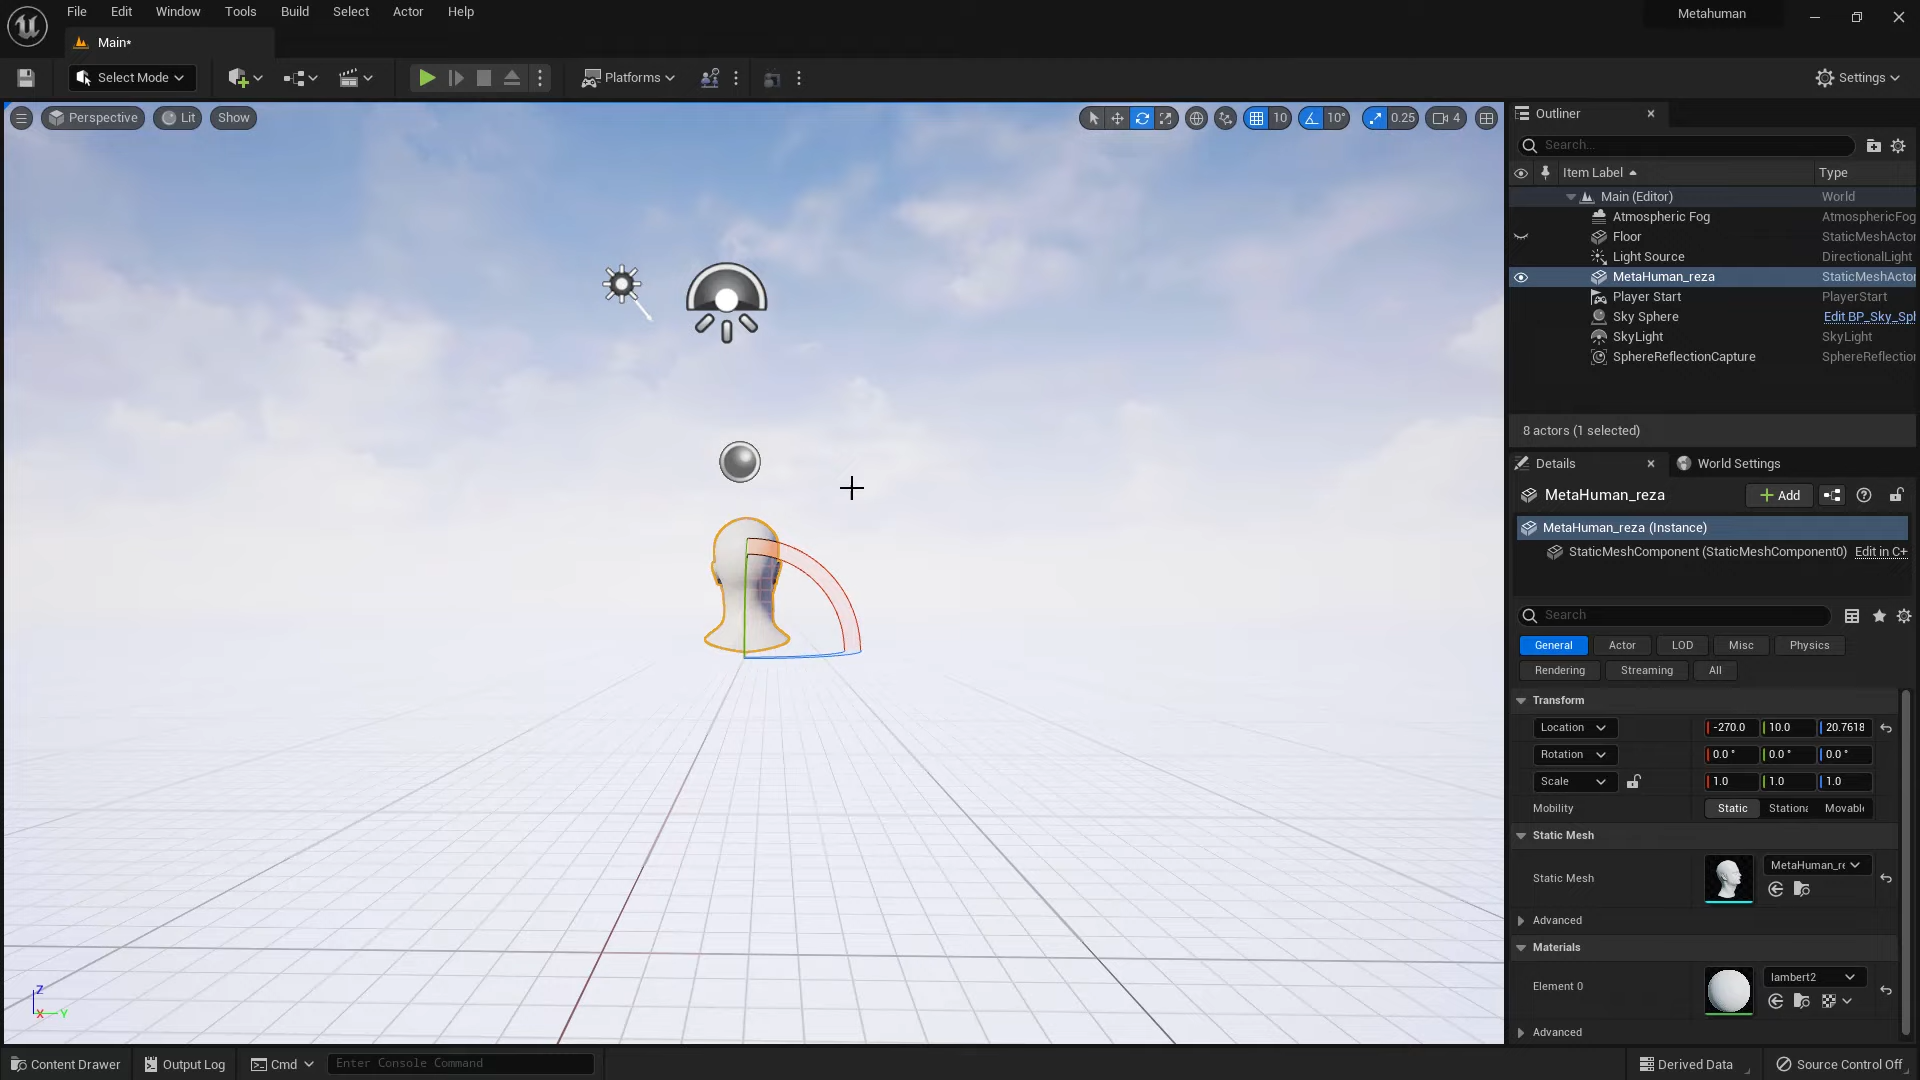 File Edit Window Tools Build Select Actor Help
Metahuman
Main*
Select Mode
Platforms
Settings
Perspective Lit Show
10 10° 0.25 4
Outliner
Search...
Item Label Type
Main (Editor) World
Atmospheric Fog AtmosphericFog
Floor StaticMeshActor
Light Source DirectionalLight
MetaHuman_reza StaticMeshActor
Player Start PlayerStart
Sky Sphere Edit BP_Sky_Sph
SkyLight SkyLight
SphereReflectionCapture SphereReflection
8 actors (1 selected)
Details World Settings
MetaHuman_reza Add
MetaHuman_reza (Instance)
StaticMeshComponent (StaticMeshComponent0) Edit in C+
Search
General Actor LOD Misc Physics
Rendering Streaming All
Transform
Location -270.0 10.0 20.7618
Rotation 0.0 ° 0.0 ° 0.0 °
Scale 1.0 1.0 1.0
Mobility Static Stationa Movable
Static Mesh
Static Mesh MetaHuman_re
Advanced
Materials
Element 0 lambert2
Advanced
Z
X Y
Content Drawer Output Log Cmd Enter Console Command
Derived Data Source Control Off